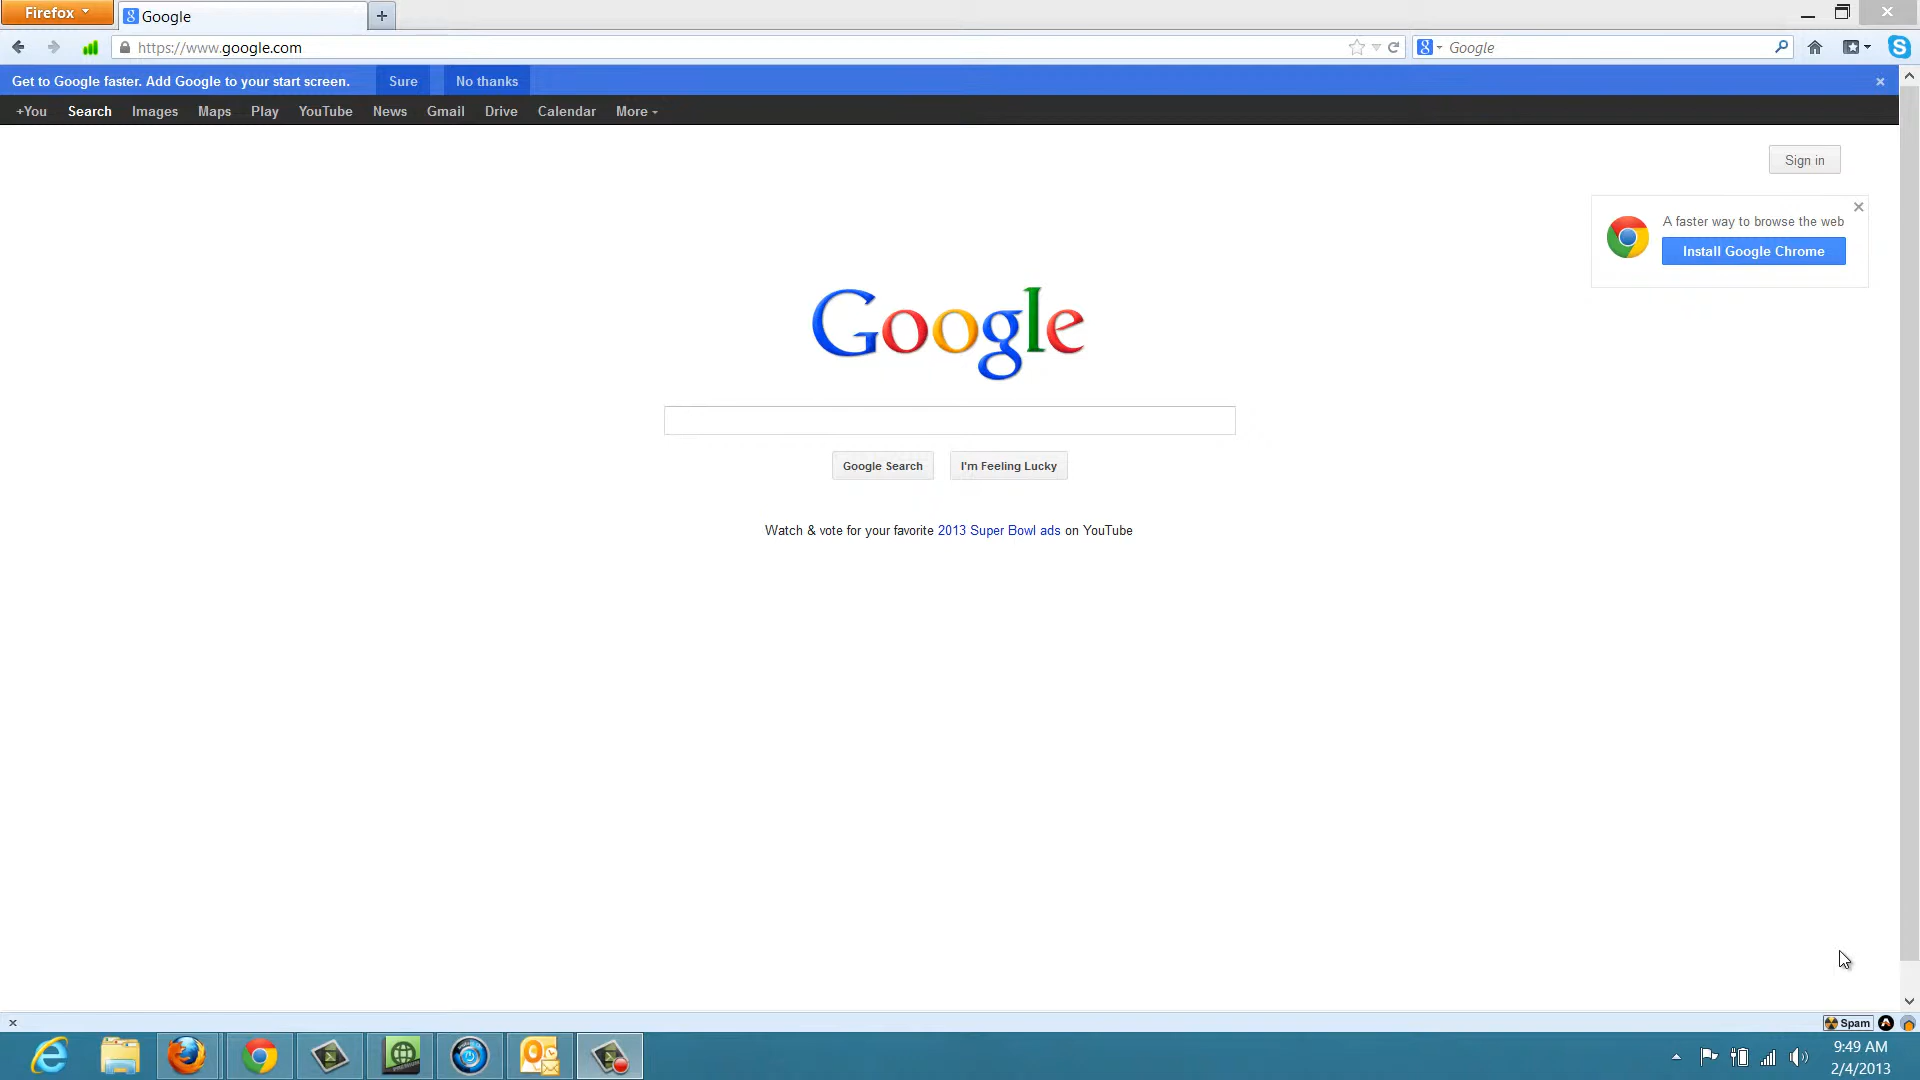 Firefox
Google
+
https://www.google.com
Google
Get to Google faster. Add Google to your start screen. Sure No thanks
+You Search Images Maps Play YouTube News Gmail Drive Calendar More
Sign in
A faster way to browse the web
Install Google Chrome
Google
Google Search I'm Feeling Lucky
Watch & vote for your favorite 2013 Super Bowl ads on YouTube
Spam
9:49 AM
2/4/2013